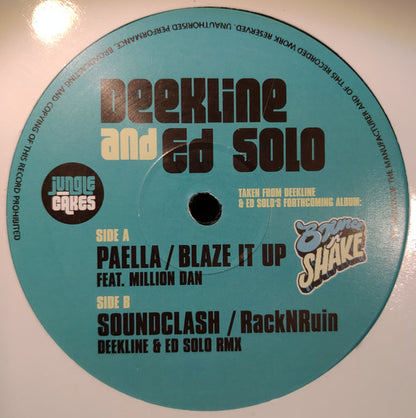 THE MANUFACTURER AND OF THIS RECORDED WORK RESERVED. UNAUTHORISED PERFORMANCE, BROADCASTING AND COPYING OF THIS RECORD PROHIBITED
Deekline
and Ed Solo
JUNGLE
CAKES
TAKEN FROM DEEKLINE
& ED SOLO'S FORTHCOMING ALBUM:
SIDE A
PAELLA / BLAZE IT UP
FEAT. MILLION DAN
SHAKE
SIDE B
SOUNDCLASH / RackNRuin
DEEKLINE & ED SOLO RMX